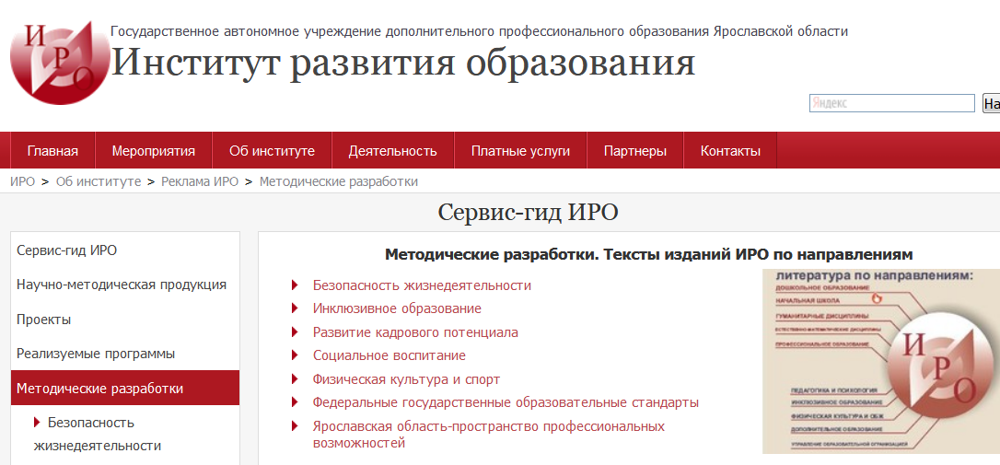 ИРО
Государственное автономное учреждение дополнительного профессионального образования Ярославской области
Институт развития образования
Яндекс
На
Главная
Мероприятия
Об институте
Деятельность
Платные услуги
Партнеры
Контакты
ИРО > Об институте > Реклама ИРО > Методические разработки
Сервис-гид ИРО
Сервис-гид ИРО
Научно-методическая продукция
Проекты
Реализуемые программы
Методические разработки
Безопасность
жизнедеятельности
Методические разработки. Тексты изданий ИРО по направлениям
Безопасность жизнедеятельности
Инклюзивное образование
Развитие кадрового потенциала
Социальное воспитание
Физическая культура и спорт
Федеральные государственные образовательные стандарты
Ярославская область-пространство профессиональных
возможностей
литература по направлениям:
ДОШКОЛЬНОЕ ОБРАЗОВАНИЕ
НАЧАЛЬНАЯ ШКОЛА
ГУМАНИТАРНЫЕ ДИСЦИПЛИНЫ
ЕСТЕСТВЕННО-МАТЕМАТИЧЕСКИЕ ДИСЦИПЛИНЫ
ПРОФЕССИОНАЛЬНОЕ ОБРАЗОВАНИЕ
ИРО
ПЕДАГОГИКА И ПСИХОЛОГИЯ
ИНКЛЮЗИВНОЕ ОБРАЗОВАНИЕ
ФИЗИЧЕСКАЯ КУЛЬТУРА И ОБЖ
ДОПОЛНИТЕЛЬНОЕ ОБРАЗОВАНИЕ
УПРАВЛЕНИЕ ОБРАЗОВАТЕЛЬНОЙ ОРГАНИЗАЦИЕЙ